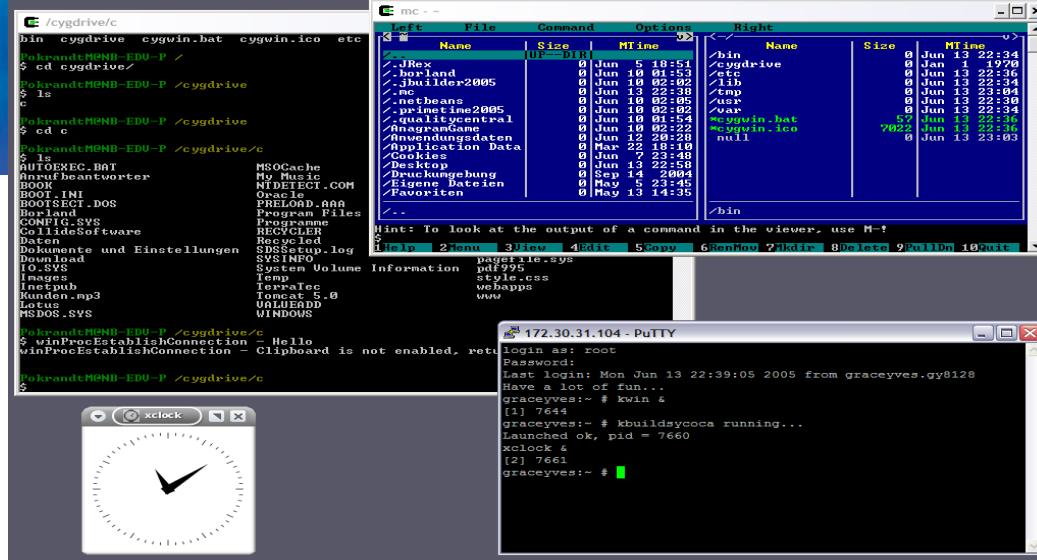 /cygdrive/c
bin cygdrive cygwin.bat cygwin.ico etc
PokrandtM@NB-EDV-P /
$ cd cygdrive/
PokrandtM@NB-EDV-P /cygdrive
$ ls
c
PokrandtM@NB-EDV-P /cygdrive
$ cd c
PokrandtM@NB-EDV-P /cygdrive/c
$ ls
AUTOEXEC.BAT MSOCache
Anrufbeantworter My Music
BOOK NTDETECT.COM
BOOT.INI Oracle
BOOTSECT.DOS PRELOAD.AAA
Borland Program Files
CONFIG.SYS Programme
CollideSoftware RECYCLER
Daten Recycled
Dokumente und Einstellungen SDSSetup.log
Download SYSINFO pagefile.sys
IO.SYS System Volume Information pdf995
Images Temp style.css
Inetpub TerraTec webapps
Kunden.mp3 Tomcat 5.0 www
Lotus VALUEADD
MSDOS.SYS WINDOWS
PokrandtM@NB-EDV-P /cygdrive/c
$ winProcEstablishConnection - Hello
winProcEstablishConnection - Clipboard is not enabled, retu
PokrandtM@NB-EDV-P /cygdrive/c
$
mc - ~
Left File Command Options Right
<-~ v> <-/ v>
Name Size MTime Name Size MTime
/.. UP--DIR /bin 0 Jun 13 22:34
/.JRex 0 Jun 5 18:51 /cygdrive 0 Jan 1 1970
/.borland 0 Jun 10 01:53 /etc 0 Jun 13 22:36
/.jbuilder2005 0 Jun 10 02:02 /lib 0 Jun 13 22:34
/.mc 0 Jun 13 22:38 /tmp 0 Jun 13 23:04
/.netbeans 0 Jun 10 02:05 /usr 0 Jun 13 22:30
/.primetime2005 0 Jun 10 02:02 /var 0 Jun 13 22:34
/.qualitycentral 0 Jun 10 01:54 *cygwin.bat 57 Jun 13 22:36
/AnagramGame 0 Jun 10 02:22 *cygwin.ico 7022 Jun 13 22:36
/Anwendungsdaten 0 Jun 12 20:28 null 0 Jun 13 23:03
/Application Data 0 Mar 22 18:10
/Cookies 0 Jun 7 23:48
/Desktop 0 Jun 13 22:58
/Druckumgebung 0 Sep 14 2004
/Eigene Dateien 0 May 5 23:45
/Favoriten 0 May 13 14:35
/.. /bin
Hint: To look at the output of a command in the viewer, use M-!
$
1Help 2Menu 3View 4Edit 5Copy 6RenMov 7Mkdir 8Delete 9PullDn 10Quit
172.30.31.104 - PuTTY
login as: root
Password:
Last login: Mon Jun 13 22:39:05 2005 from graceyves.gy8128
Have a lot of fun...
graceyves:~ # kwin &
[1] 7644
graceyves:~ # kbuildsycoca running...
Launched ok, pid = 7660
xclock &
[2] 7661
graceyves:~ #
xclock